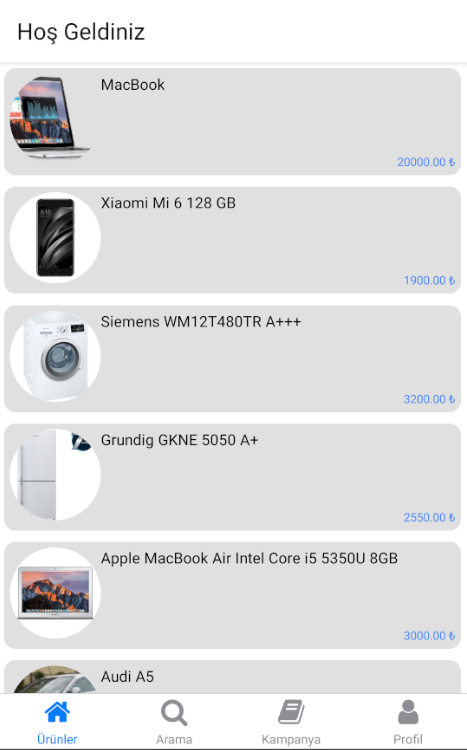 Hoş Geldiniz
MacBook
20000.00 ₺
Xiaomi Mi 6 128 GB
1900.00 ₺
Siemens WM12T480TR A+++
3200.00 ₺
Grundig GKNE 5050 A+
2550.00 ₺
Apple MacBook Air Intel Core i5 5350U 8GB
3000.00 ₺
Audi A5
Ürünler Arama Kampanya Profil